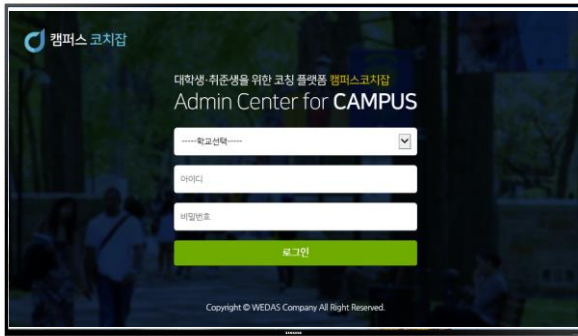 캠퍼스 코치잡
대학생·취준생을 위한 코칭 플랫폼 캠퍼스코치잡
Admin Center for CAMPUS
-----학교선택-----
아이디
비밀번호
로그인
Copyright © WEDAS Company All Right Reserved.